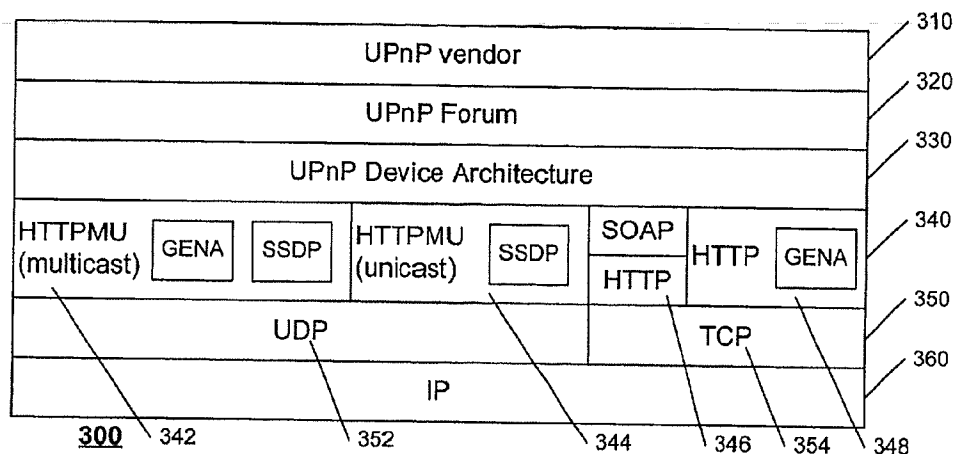 UPnP vendor
310
UPnP Forum
320
UPnP Device Architecture
330
HTTPMU
(multicast)
GENA
SSDP
HTTPMU
(unicast)
SSDP
SOAP
HTTP
HTTP
GENA
340
UDP
TCP
350
IP
360
300
342
352
344
346
354
348